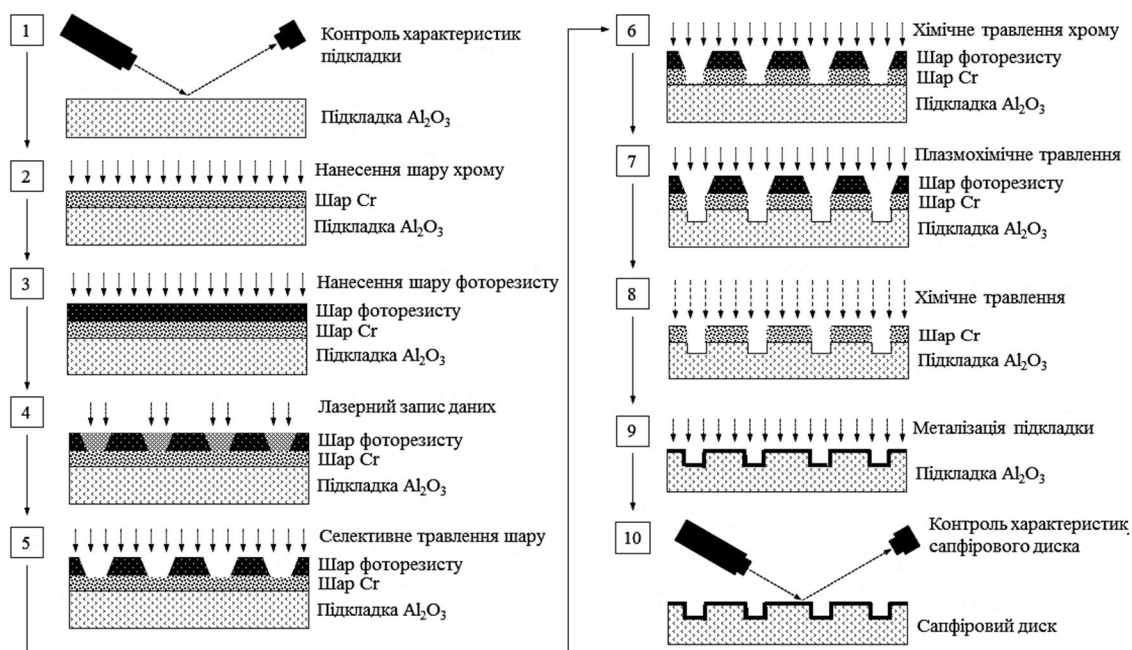 1
Контроль характеристик
підкладки
Підкладка Al₂O₃
2
Нанесення шару хрому
Шар Cr
Підкладка Al₂O₃
3
Нанесення шару фоторезисту
Шар фоторезисту
Шар Cr
Підкладка Al₂O₃
4
Лазерний запис даних
Шар фоторезисту
Шар Cr
Підкладка Al₂O₃
5
Селективне травлення шару
Шар фоторезисту
Шар Cr
Підкладка Al₂O₃
6
Хімічне травлення хрому
Шар фоторезисту
Шар Cr
Підкладка Al₂O₃
7
Плазмохімічне травлення
Шар фоторезисту
Шар Cr
Підкладка Al₂O₃
8
Хімічне травлення
Шар Cr
Підкладка Al₂O₃
9
Металізація підкладки
Підкладка Al₂O₃
10
Контроль характеристик
сапфірового диска
Сапфіровий диск